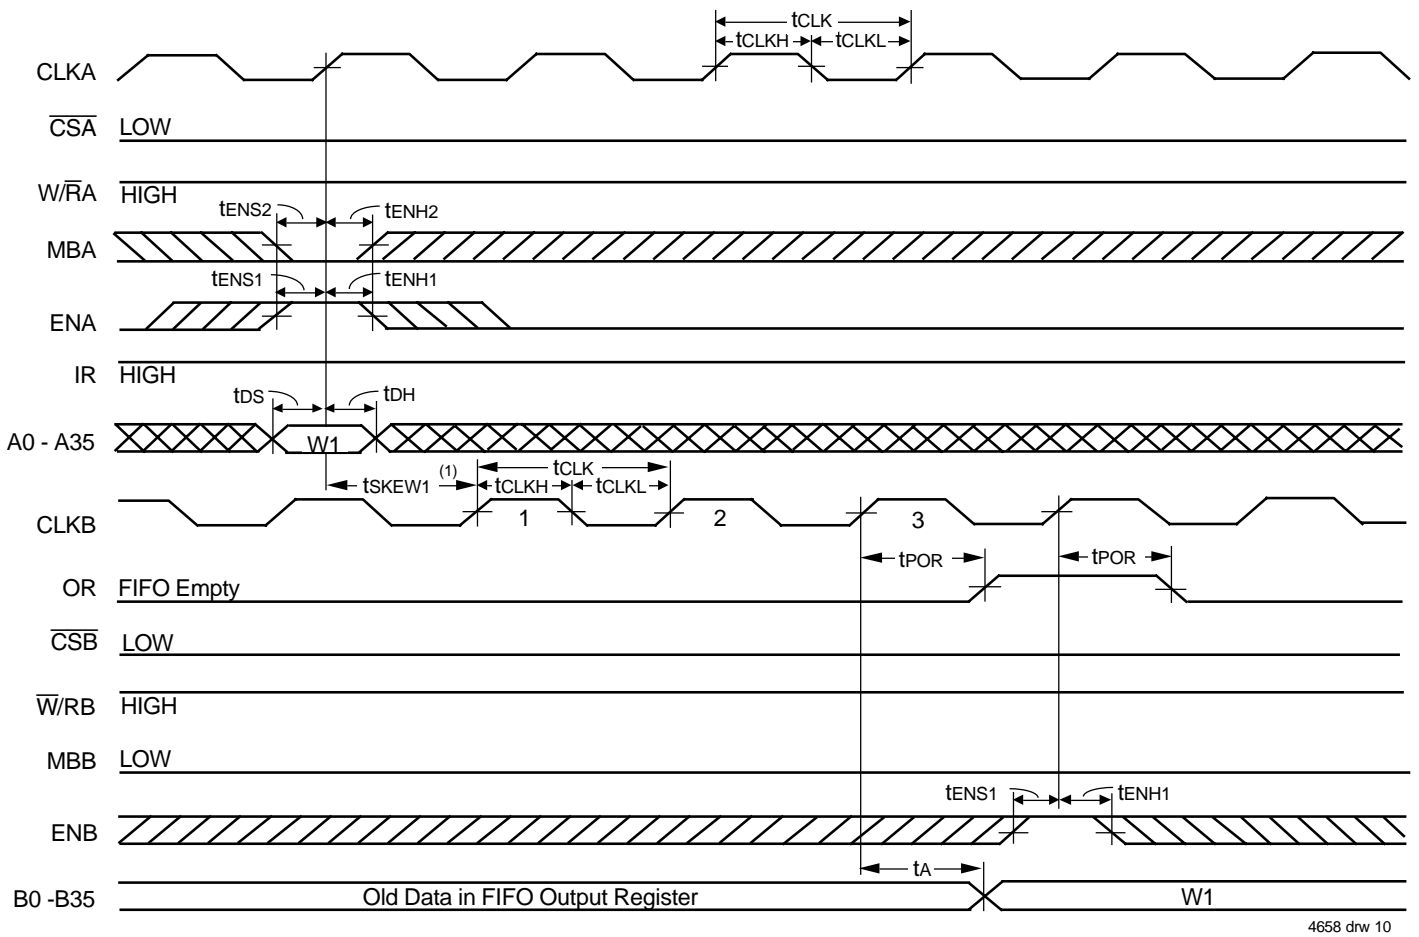 tCLK
tCLKH tCLKL
CLKA
CSA LOW
W/RA HIGH
tENS2 tENH2
MBA
tENS1 tENH1
ENA
IR HIGH
tDS tDH
A0 - A35 W1
tSKEW1 (1) tCLK
tCLKH tCLKL
CLKB 1 2 3
tPOR tPOR
OR FIFO Empty
CSB LOW
W/RB HIGH
MBB LOW
tENS1 tENH1
ENB
tA
B0 -B35 Old Data in FIFO Output Register W1
4658 drw 10